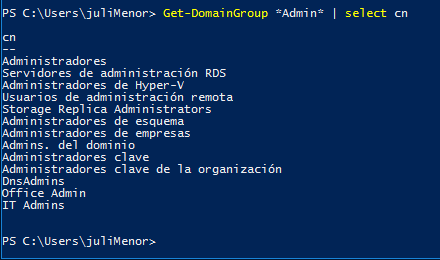 PS C:\Users\juliMenor> Get-DomainGroup *Admin* | select cn
cn
--
Administradores
Servidores de administración RDS
Administradores de Hyper-V
Usuarios de administración remota
Storage Replica Administrators
Administradores de esquema
Administradores de empresas
Admins. del dominio
Administradores clave
Administradores clave de la organización
DnsAdmins
Office Admin
IT Admins
PS C:\Users\juliMenor>